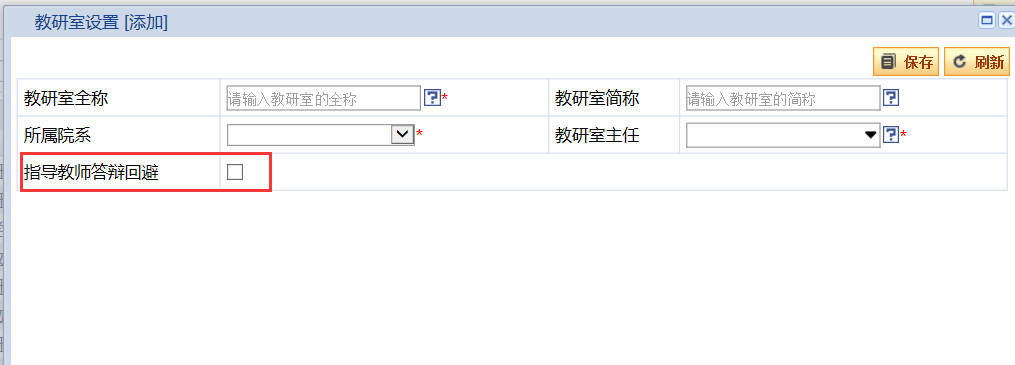 教研室设置 [添加]
保存 刷新
教研室全称 请输入教研室的全称 ?* 教研室简称 请输入教研室的简称 ?
所属院系 * 教研室主任 ?*
指导教师答辩回避